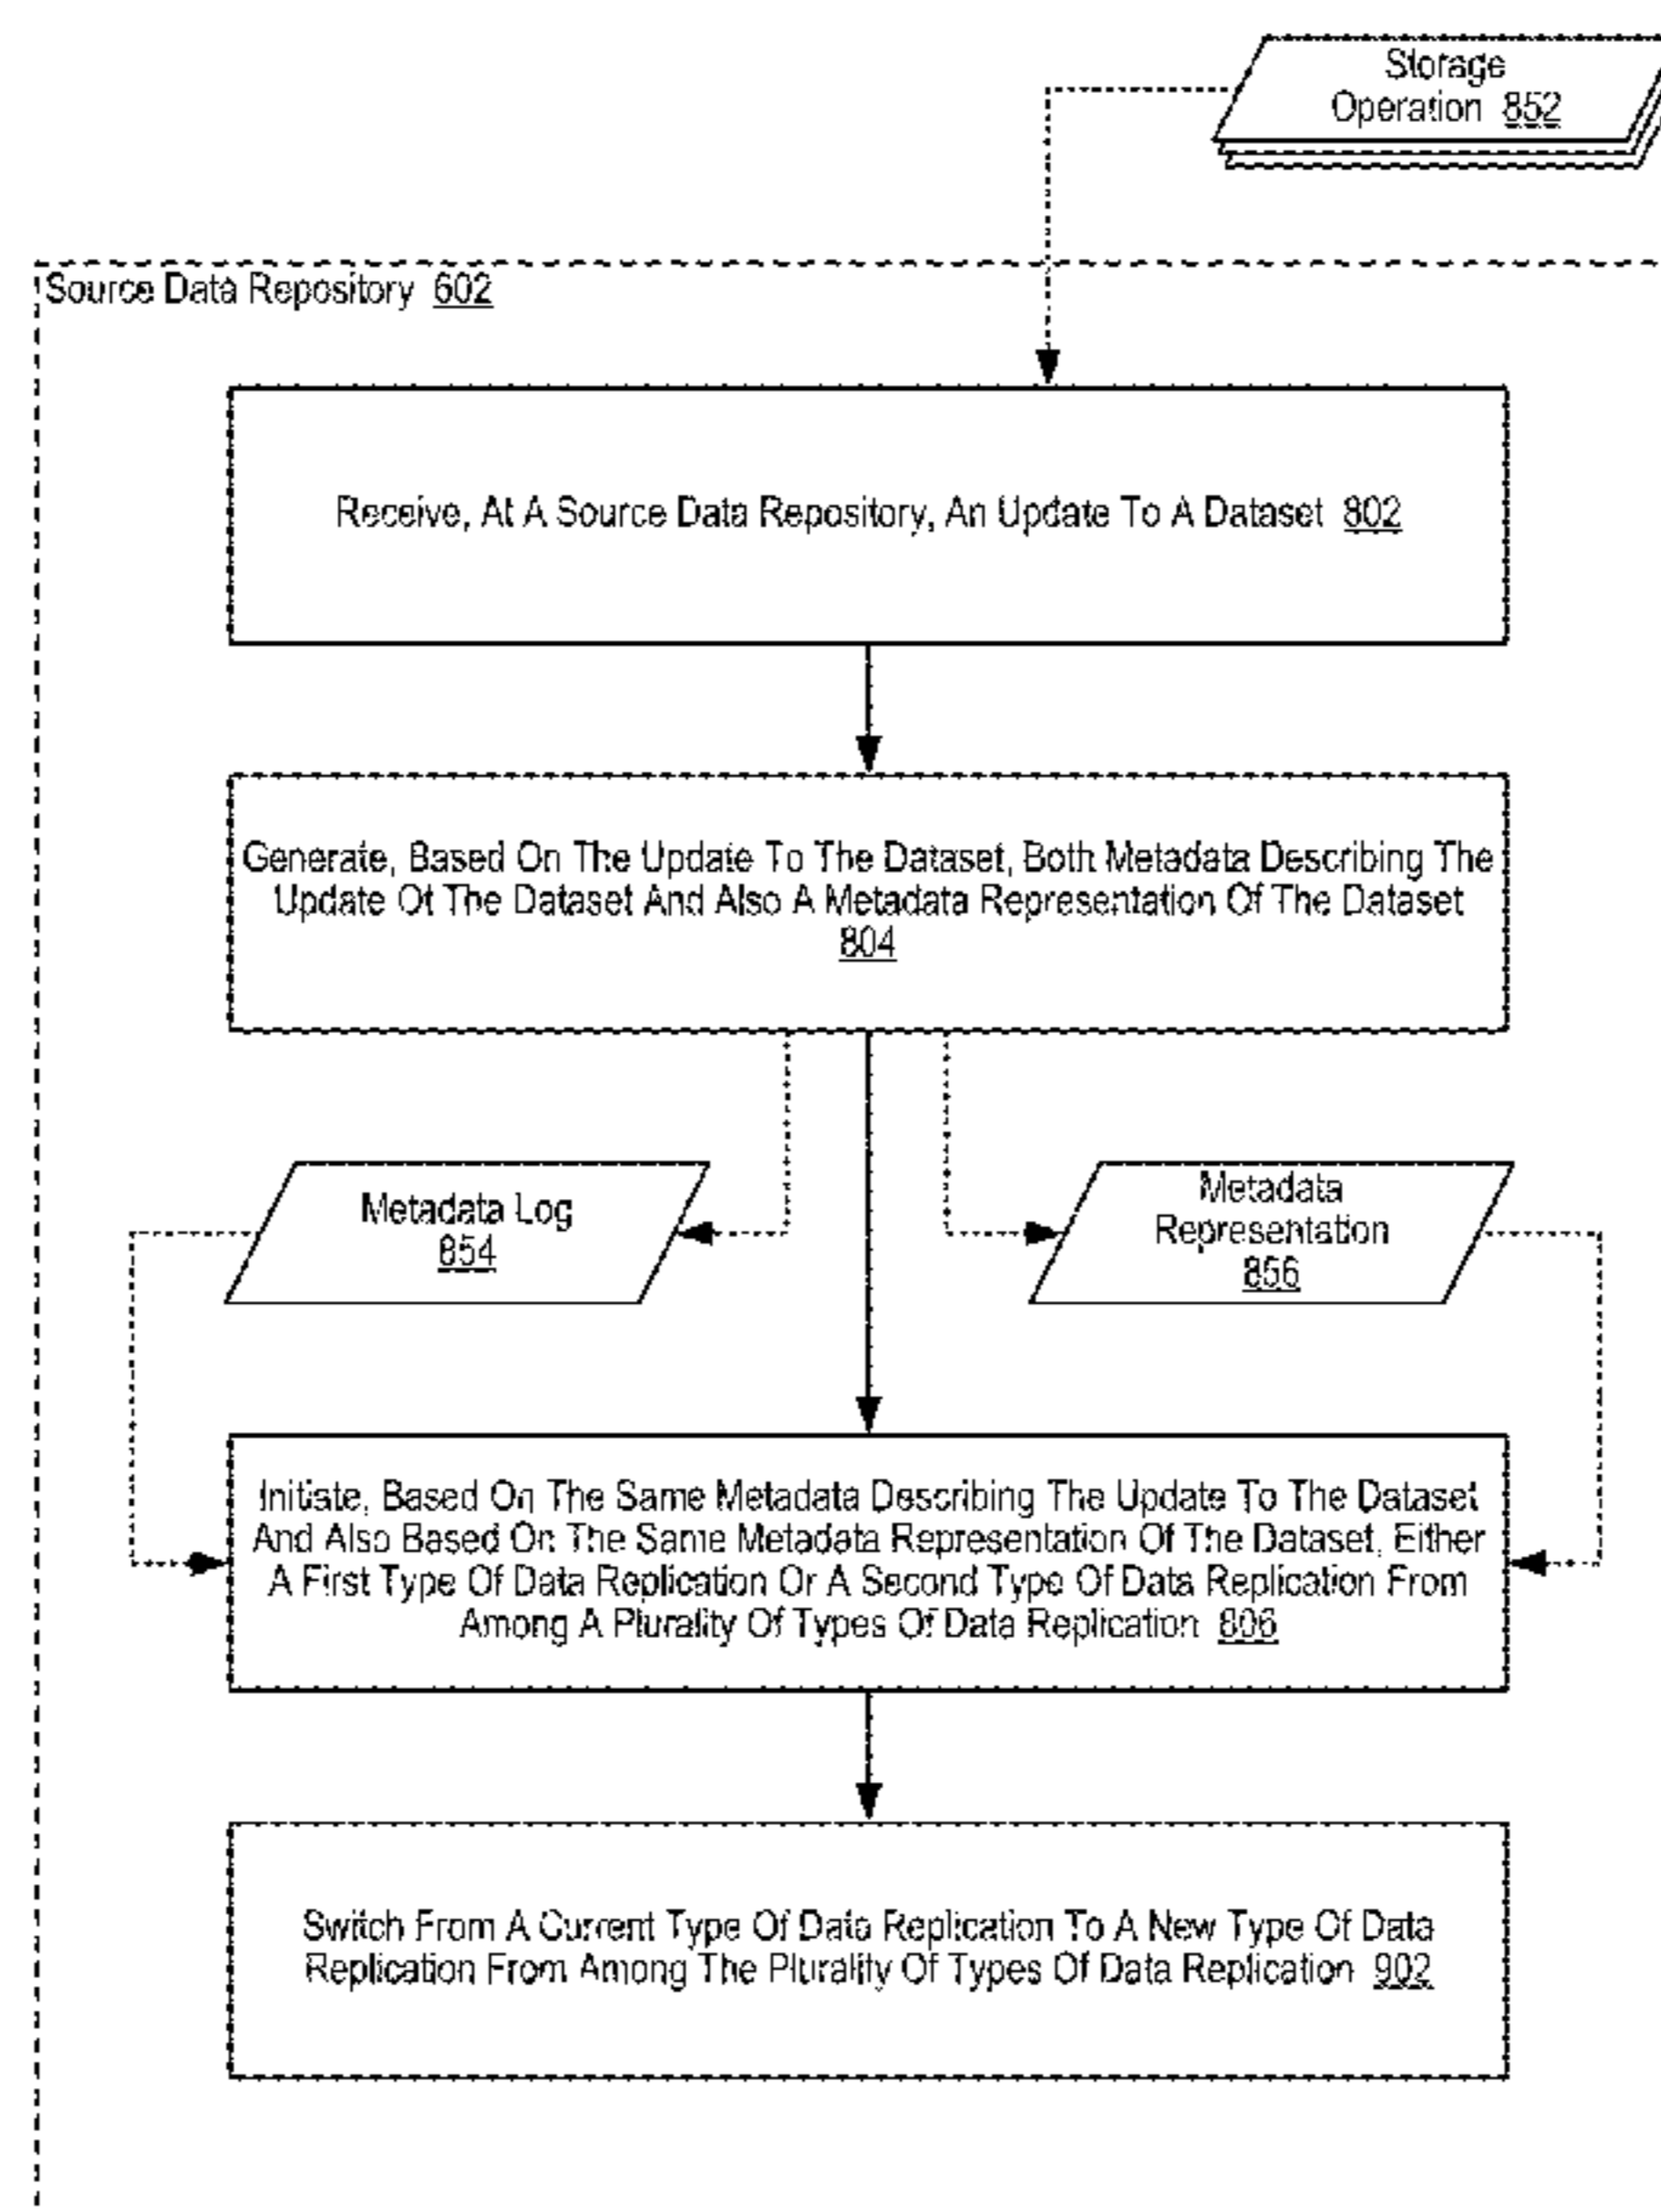 Storage
Operation 852
Source Data Repository 602
Receive, At A Source Data Repository, An Update To A Dataset 802
Generate, Based On The Update To The Dataset, Both Metadata Describing The
Update Ot The Dataset And Also A Metadata Representation Of The Dataset
804
Metadata Log
854
Metadata
Representation
856
Initiate, Based On The Same Metadata Describing The Update To The Dataset
And Also Based On The Same Metadata Representation Of The Dataset, Either
A First Type Of Data Replication Or A Second Type Of Data Replication From
Among A Plurality Of Types Of Data Replication 806
Switch From A Current Type Of Data Replication To A New Type Of Data
Replication From Among The Plurality Of Types Of Data Replication 902